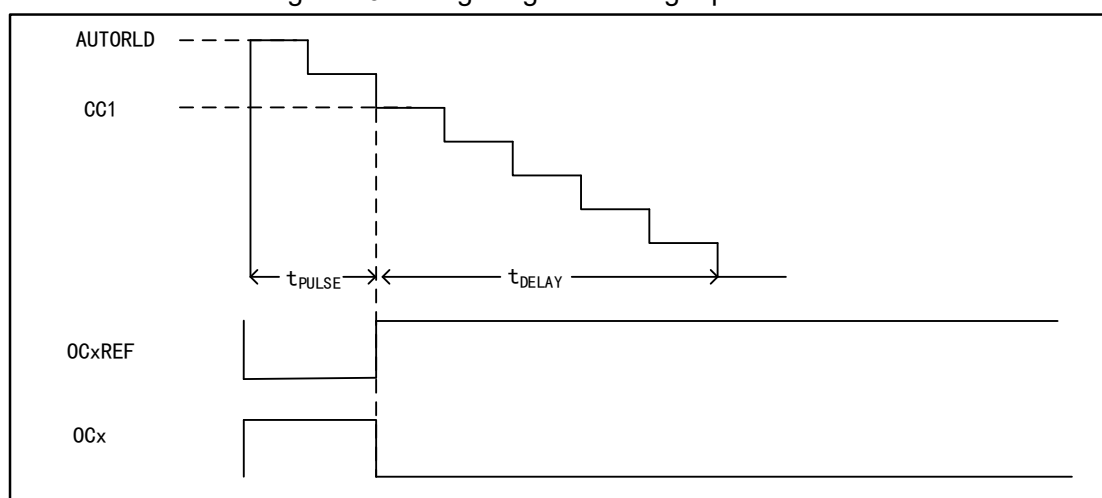 AUTORLD
CC1
tPULSE
tDELAY
OCxREF
OCx